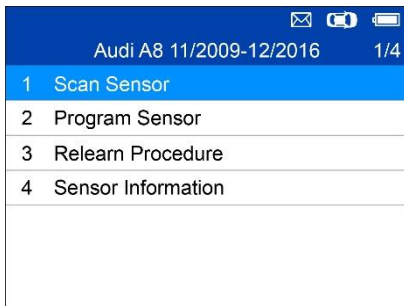 Audi A8 11/2009-12/2016 1/4
1 Scan Sensor
2 Program Sensor
3 Relearn Procedure
4 Sensor Information